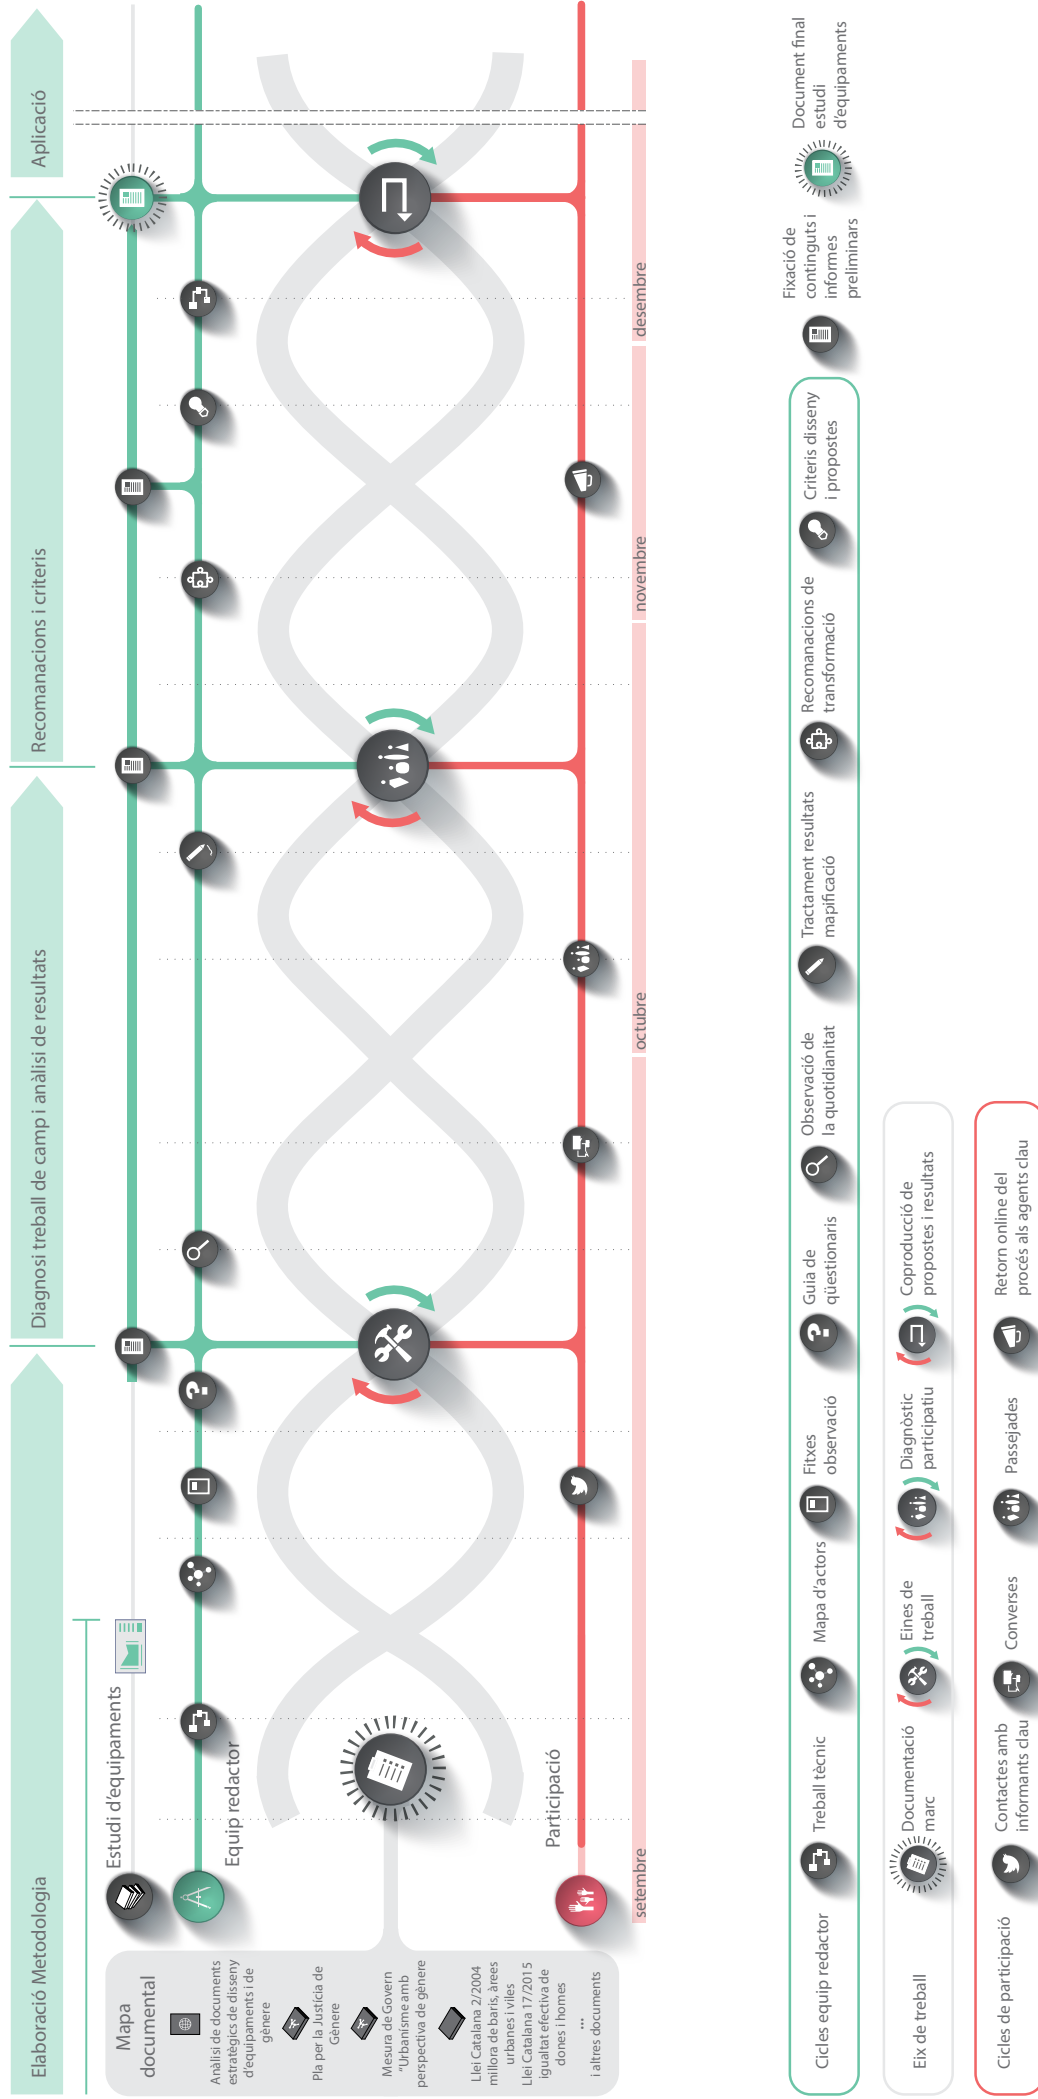 Elaboració Metodologia
Diagnosi treball de camp i anàlisi de resultats
Recomanacions i criteris
Aplicació
Mapa
documental
Anàlisi de documents
estratègics de disseny
d'equipaments i de
gènere
Pla per la Justícia de
Gènere
Mesura de Govern
"Urbanisme amb
perspectiva de gènere
Llei Catalana 2/2004
millora de baris, àrees
urbanes i viles
Llei Catalana 17/2015
igualtat efectiva de
dones i homes
...
i altres documents
Estudi d'equipaments
Equip redactor
Participació
setembre
octubre
novembre
desembre
Cicles equip redactor
Treball tècnic
Mapa d'actors
Fitxes
observació
Guia de
qüestionaris
Observació de
la quotidianitat
Tractament resultats
mapificació
Recomanacions de
transformació
Criteris disseny
i propostes
Fixació de
continguts i
informes
preliminars
Document final
estudi
d'equipaments
Eix de treball
Documentació
marc
Eines de
treball
Diagnòstic
participatiu
Coproducció de
propostes i resultats
Cicles de participació
Contactes amb
informants clau
Converses
Passejades
Retorn online del
procés als agents clau